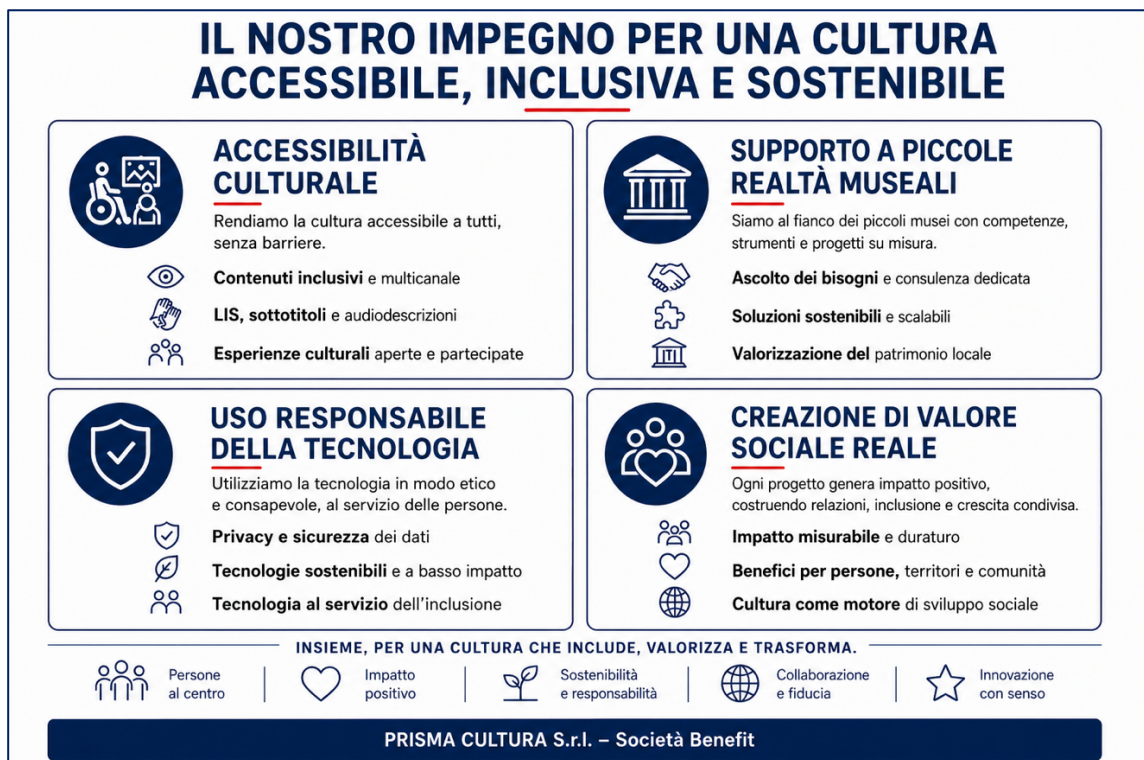 IL NOSTRO IMPEGNO PER UNA CULTURA
ACCESSIBILE, INCLUSIVA E SOSTENIBILE
ACCESSIBILITÀ
CULTURALE
Rendiamo la cultura accessibile a tutti,
senza barriere.
Contenuti inclusivi e multicanale
LIS, sottotitoli e audiodescrizioni
Esperienze culturali aperte e partecipate
SUPPORTO A PICCOLE
REALTÀ MUSEALI
Siamo al fianco dei piccoli musei con competenze,
strumenti e progetti su misura.
Ascolto dei bisogni e consulenza dedicata
Soluzioni sostenibili e scalabili
Valorizzazione del patrimonio locale
USO RESPONSABILE
DELLA TECNOLOGIA
Utilizziamo la tecnologia in modo etico
e consapevole, al servizio delle persone.
Privacy e sicurezza dei dati
Tecnologie sostenibili e a basso impatto
Tecnologia al servizio dell'inclusione
CREAZIONE DI VALORE
SOCIALE REALE
Ogni progetto genera impatto positivo,
costruendo relazioni, inclusione e crescita condivisa.
Impatto misurabile e duraturo
Benefici per persone, territori e comunità
Cultura come motore di sviluppo sociale
INSIEME, PER UNA CULTURA CHE INCLUDE, VALORIZZA E TRASFORMA.
Persone
al centro
Impatto
positivo
Sostenibilità
e responsabilità
Collaborazione
e fiducia
Innovazione
con senso
PRISMA CULTURA S.r.l. – Società Benefit